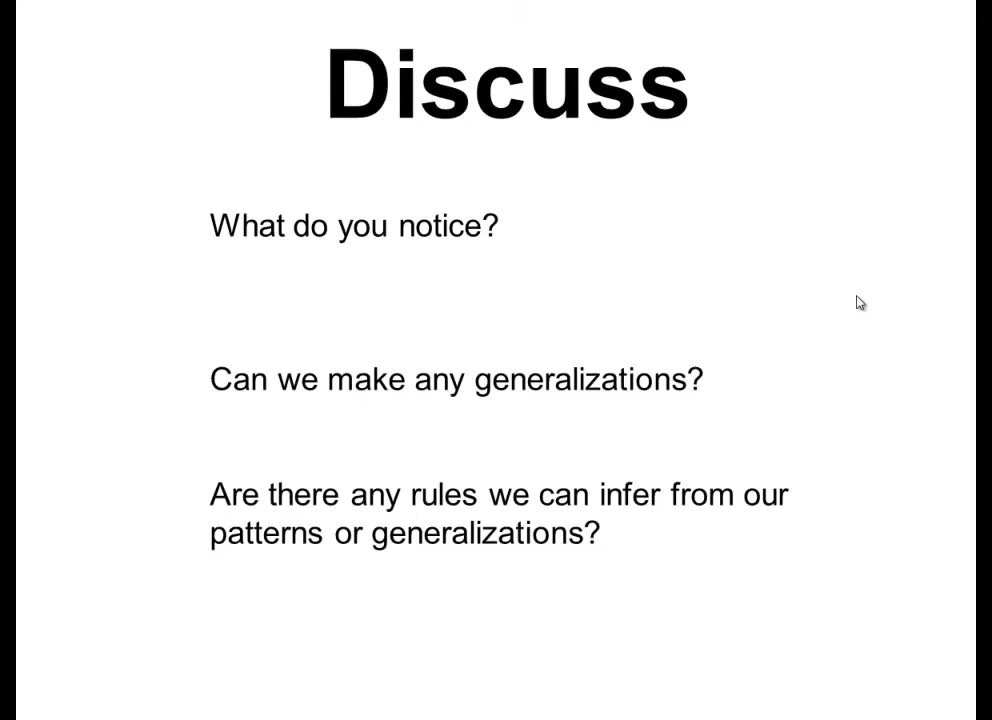 Discuss
What do you notice?
Can we make any generalizations?
Are there any rules we can infer from our
patterns or generalizations?